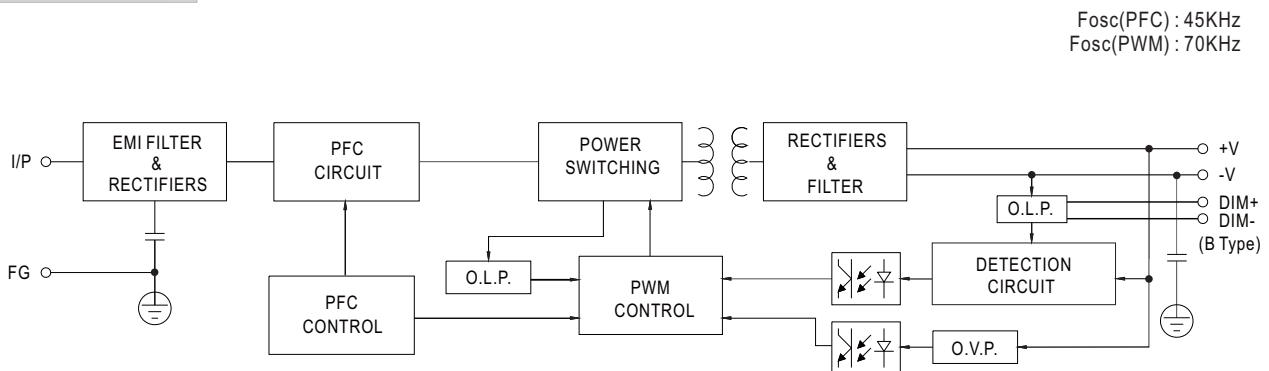 Fosc(PFC) : 45KHz
Fosc(PWM) : 70KHz
I/P
EMI FILTER
&
RECTIFIERS
PFC
CIRCUIT
POWER
SWITCHING
RECTIFIERS
&
FILTER
+V
-V
O.L.P.
DIM+
DIM-
(B Type)
FG
O.L.P.
PFC
CONTROL
PWM
CONTROL
DETECTION
CIRCUIT
O.V.P.